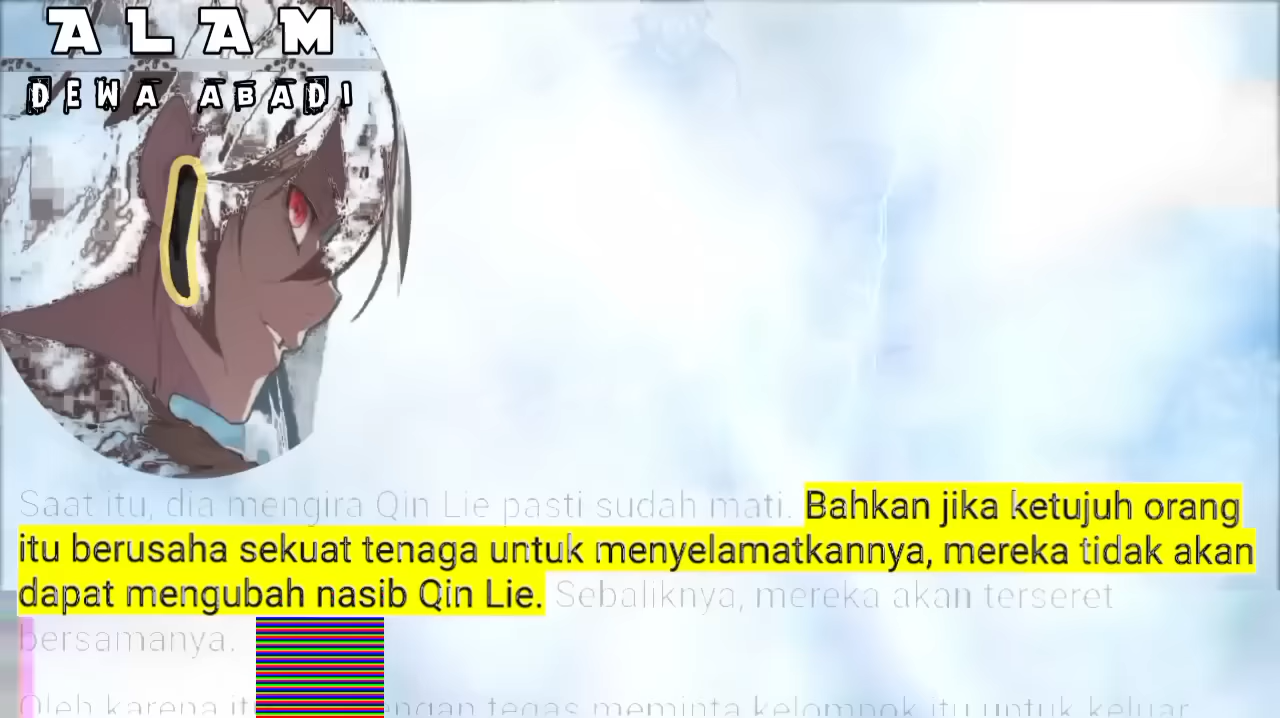 ALAM
DEWA ABADI
Saat itu, dia mengira Qin Lie pasti sudah mati. Bahkan jika ketujuh orang
itu berusaha sekuat tenaga untuk menyelamatkannya, mereka tidak akan
dapat mengubah nasib Qin Lie. Sebaliknya, mereka akan terseret
bersamanya.
Oleh karena dengan tegas meminta kelompok itu untuk keluar